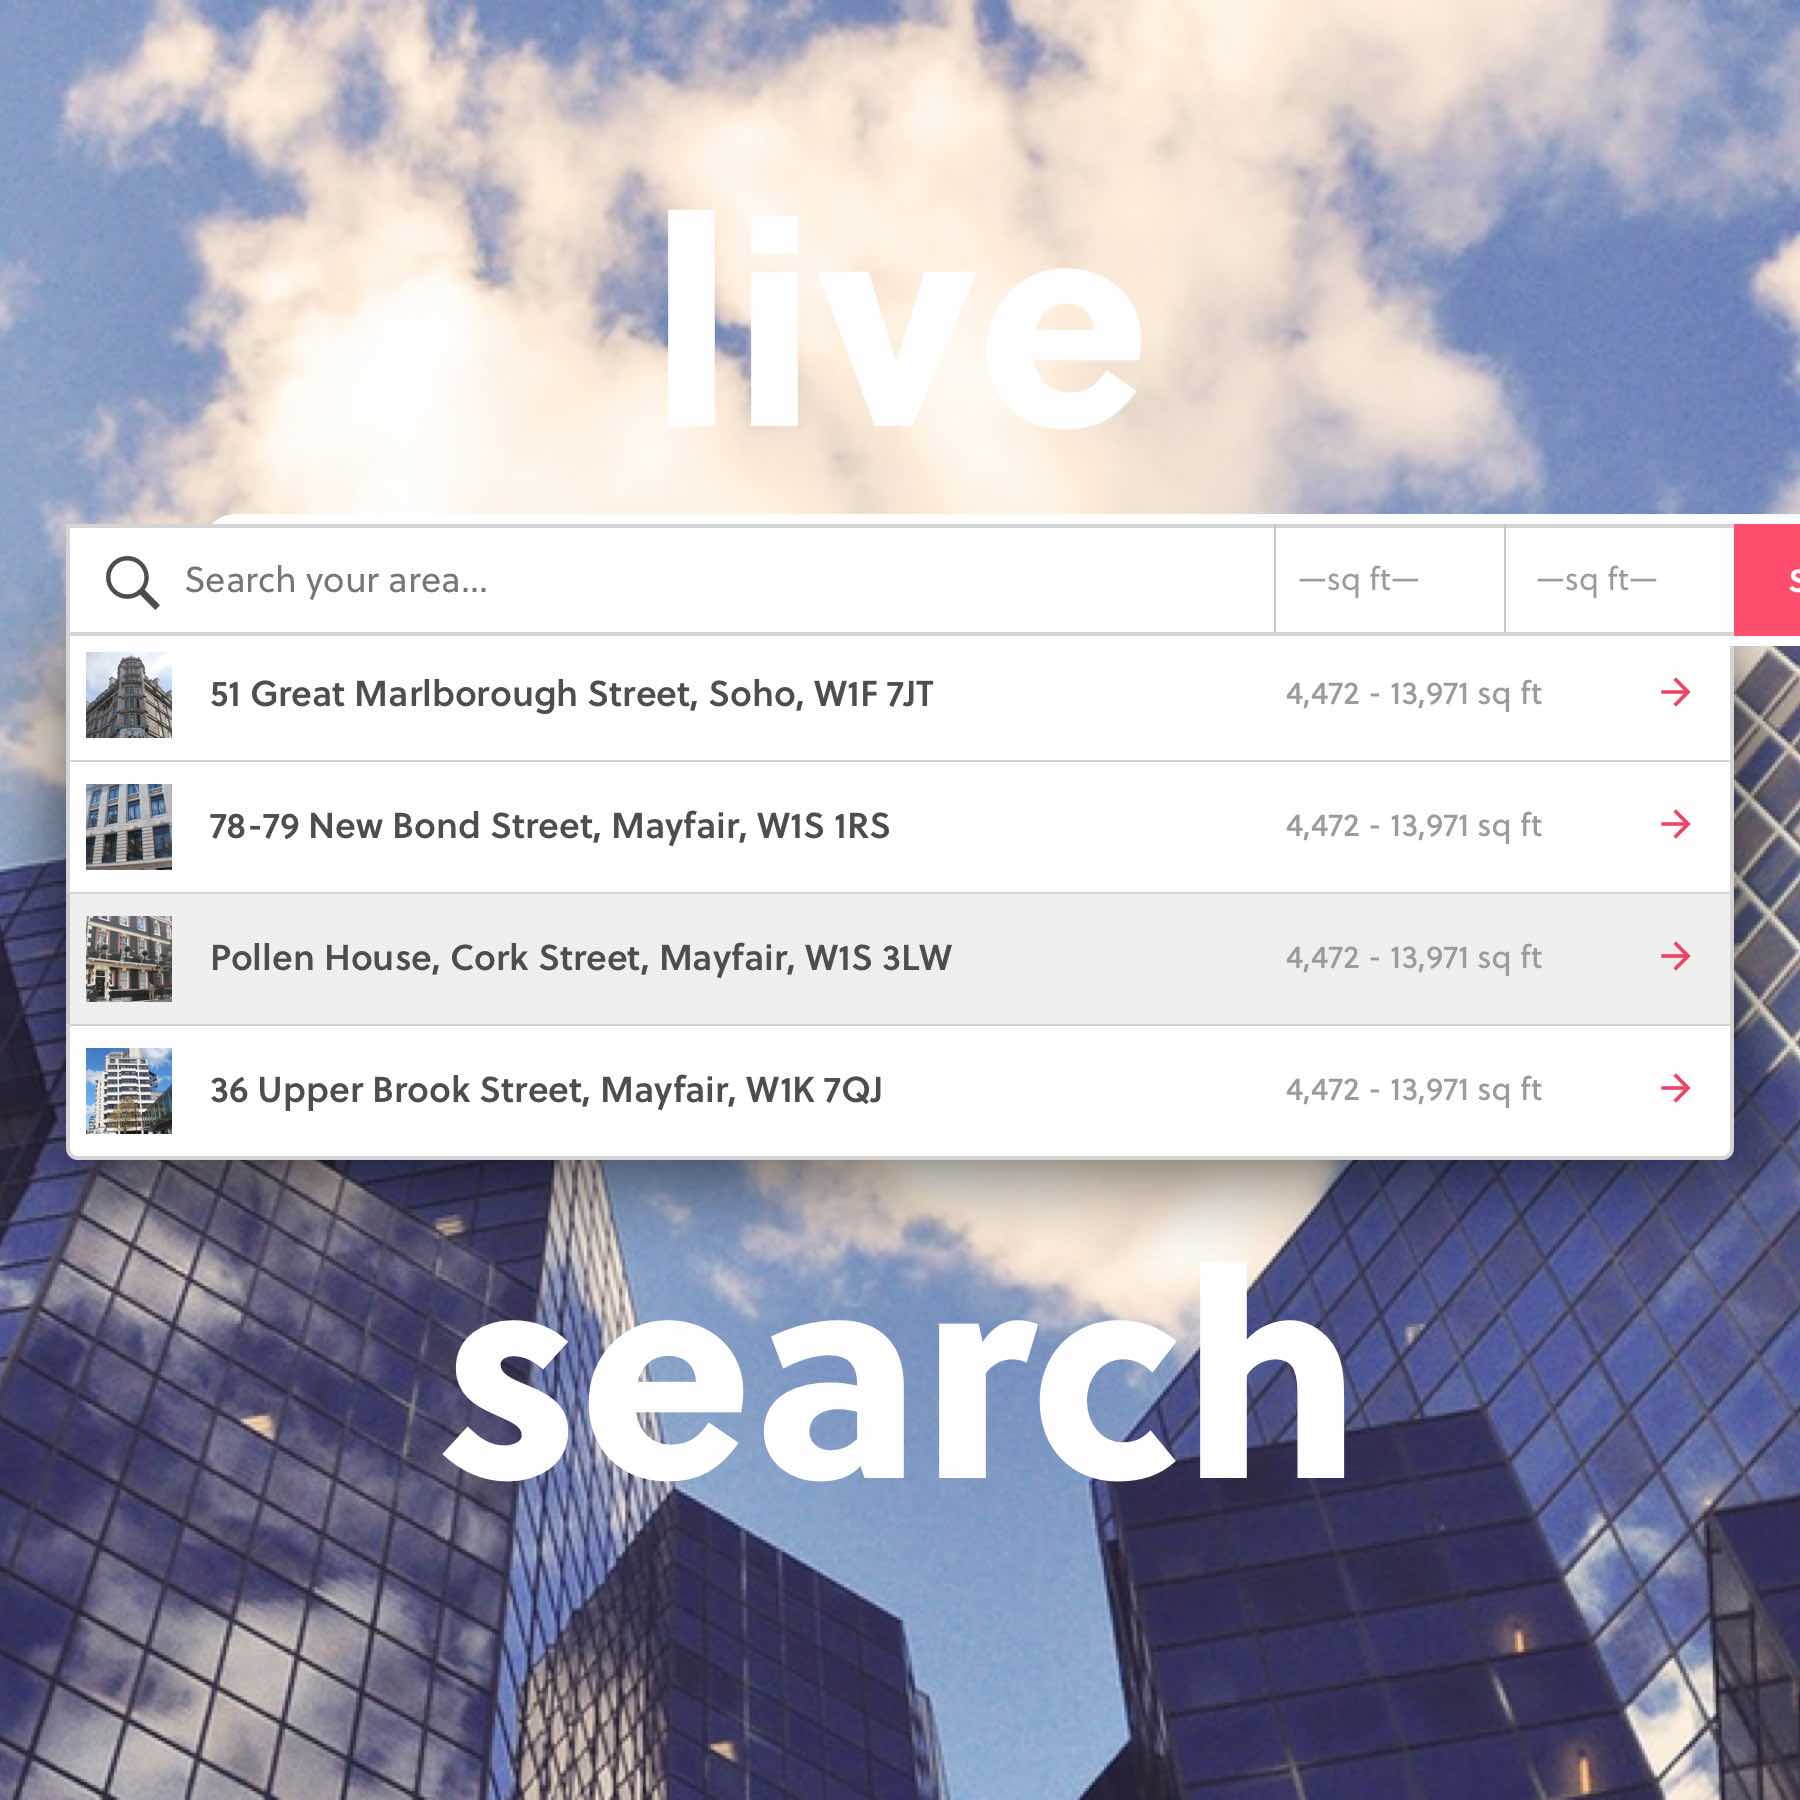 live
Search your area...
—sq ft—
—sq ft—
51 Great Marlborough Street, Soho, W1F 7JT
4,472 - 13,971 sq ft
78-79 New Bond Street, Mayfair, W1S 1RS
4,472 - 13,971 sq ft
Pollen House, Cork Street, Mayfair, W1S 3LW
4,472 - 13,971 sq ft
36 Upper Brook Street, Mayfair, W1K 7QJ
4,472 - 13,971 sq ft
search